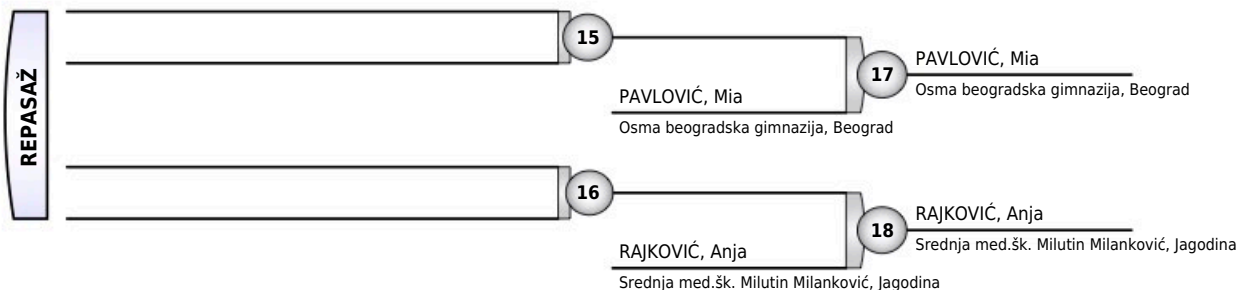 REPASAŽ
15
17
PAVLOVIĆ, Mia
Osma beogradska gimnazija, Beograd
PAVLOVIĆ, Mia
Osma beogradska gimnazija, Beograd
16
18
RAJKOVIĆ, Anja
Srednja med.šk. Milutin Milanković, Jagodina
RAJKOVIĆ, Anja
Srednja med.šk. Milutin Milanković, Jagodina